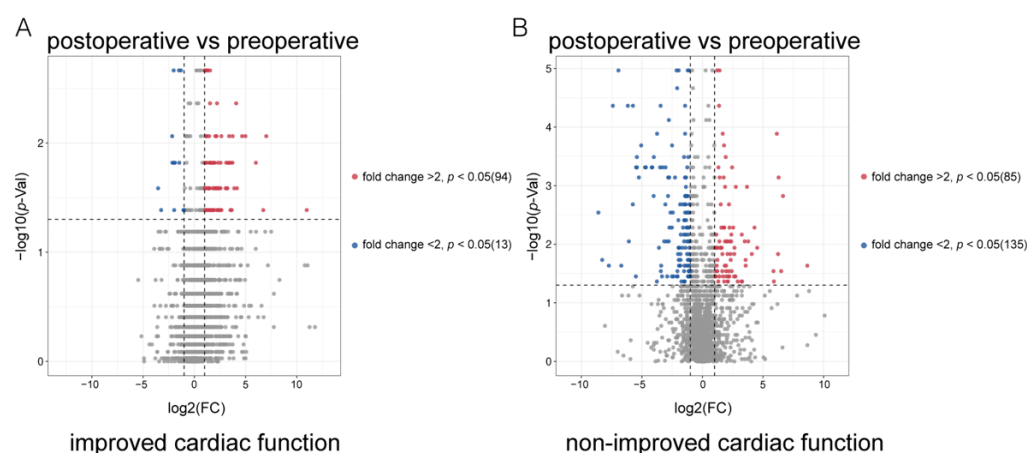 A
postoperative vs preoperative
−log10(p-Val)
2
1
0
−10
−5
0
5
10
log2(FC)
fold change >2, p < 0.05(94)
fold change <2, p < 0.05(13)
improved cardiac function
B
postoperative vs preoperative
−log10(p-Val)
5
4
3
2
1
0
−10
−5
0
5
10
log2(FC)
fold change >2, p < 0.05(85)
fold change <2, p < 0.05(135)
non-improved cardiac function